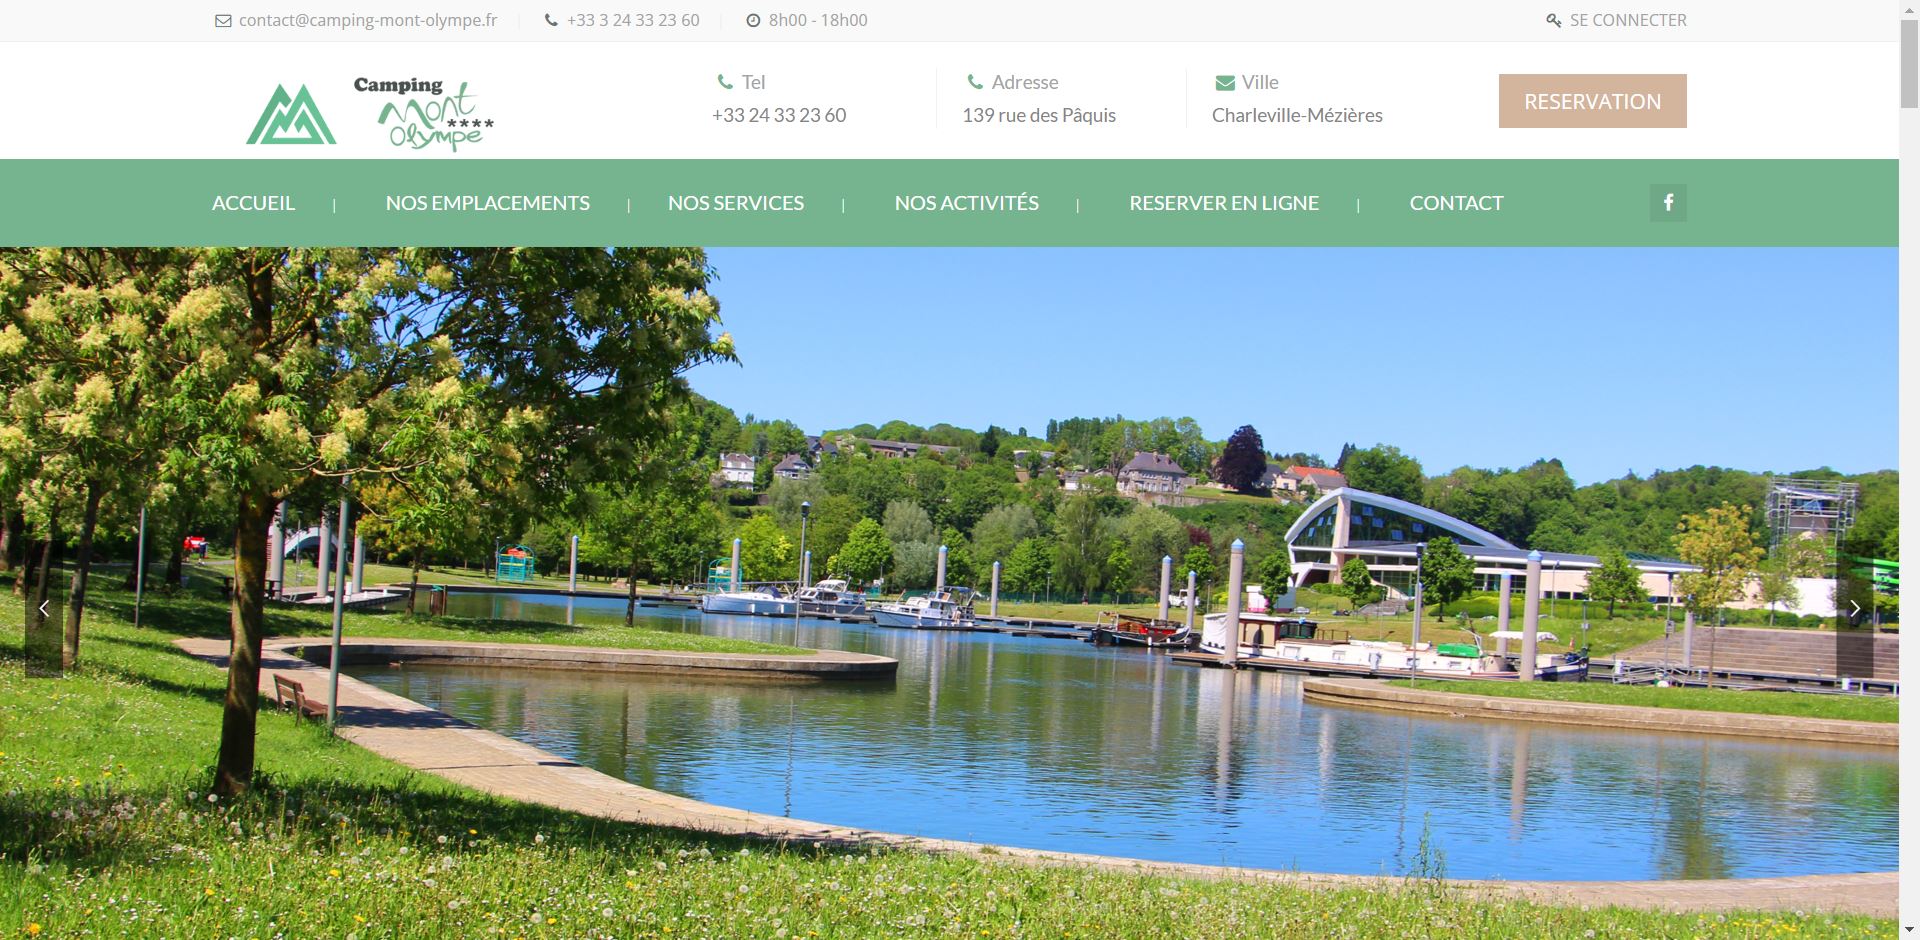 contact@camping-mont-olympe.fr
+33 3 24 33 23 60
8h00 - 18h00
SE CONNECTER
Camping
Mont
Olympe ****
Tel
+33 24 33 23 60
Adresse
139 rue des Pâquis
Ville
Charleville-Mézières
RESERVATION
ACCUEIL | NOS EMPLACEMENTS | NOS SERVICES | NOS ACTIVITÉS | RESERVER EN LIGNE | CONTACT